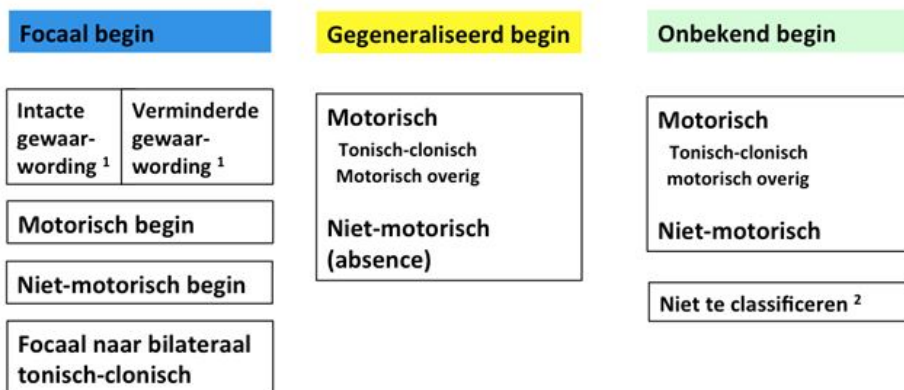 Focaal begin
Intacte
gewaar-
wording ¹
Verminderde
gewaar-
wording ¹
Motorisch begin
Niet-motorisch begin
Focaal naar bilateraal
tonisch-clonisch
Gegeneraliseerd begin
Motorisch
Tonisch-clonisch
Motorisch overig
Niet-motorisch
(absence)
Onbekend begin
Motorisch
Tonisch-clonisch
motorisch overig
Niet-motorisch
Niet te classificeren ²